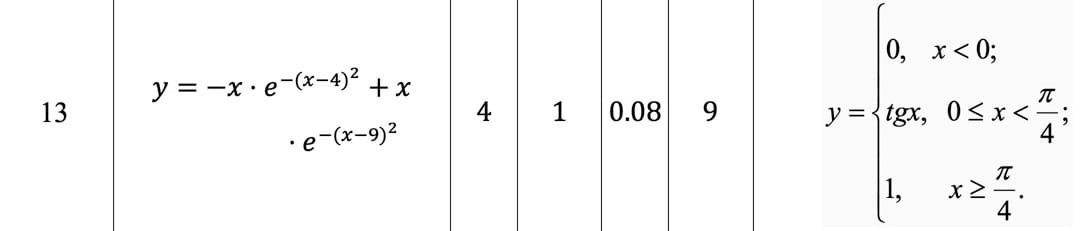 13
y = −x · e^{−(x−4)^2} + x
· e^{−(x−9)^2}
4
1
0.08
9
y = {
0, x < 0;
tgx, 0 ≤ x < π/4;
1, x ≥ π/4.